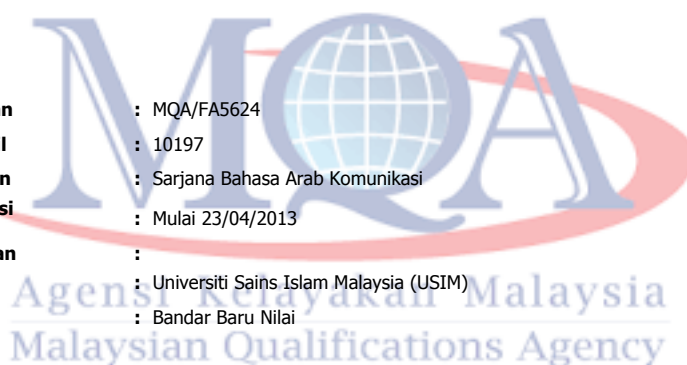 MQA
an : MQA/FA5624
l : 10197
n : Sarjana Bahasa Arab Komunikasi
si : Mulai 23/04/2013
an :
: Universiti Sains Islam Malaysia (USIM)
Agensi Kelayakan Malaysia
: Bandar Baru Nilai
Malaysian Qualifications Agency